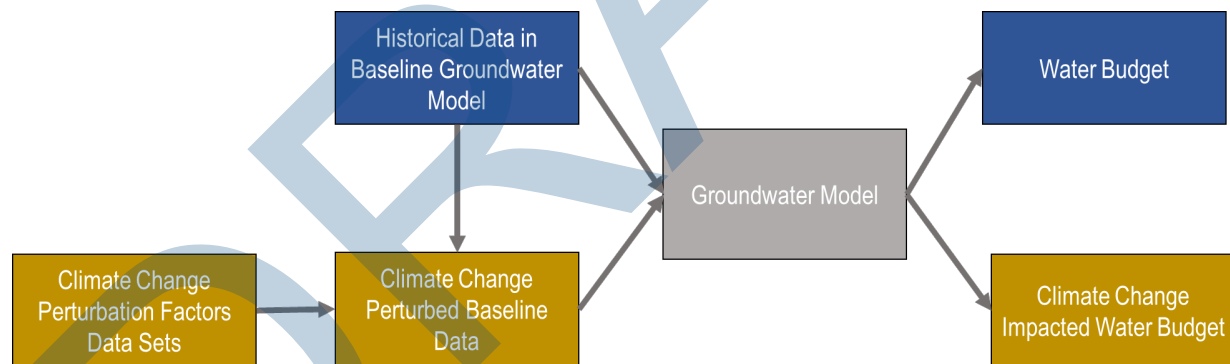 Historical Data in
Baseline Groundwater
Model
Water Budget
Groundwater Model
Climate Change
Perturbation Factors
Data Sets
Climate Change
Perturbed Baseline
Data
Climate Change
Impacted Water Budget